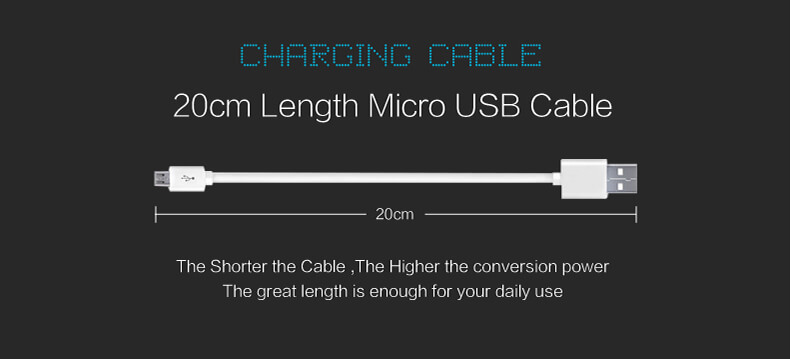 CHARGING CABLE
20cm Length Micro USB Cable
20cm
The Shorter the Cable ,The Higher the conversion power
The great length is enough for your daily use